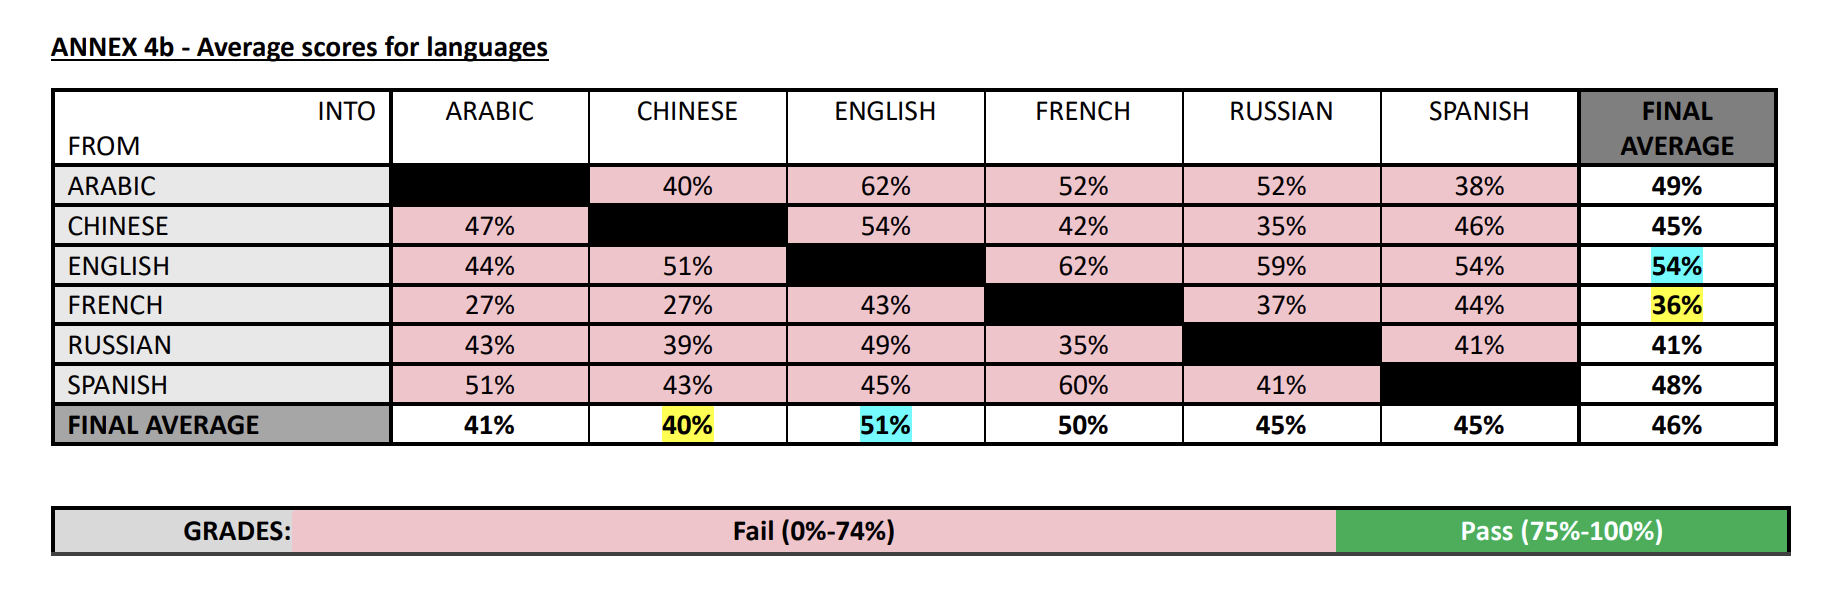 ANNEX 4b - Average scores for languages
INTO ARABIC CHINESE ENGLISH FRENCH RUSSIAN SPANISH FINAL
FROM AVERAGE
ARABIC 40% 62% 52% 52% 38% 49%
CHINESE 47% 54% 42% 35% 46% 45%
ENGLISH 44% 51% 62% 59% 54% 54%
FRENCH 27% 27% 43% 37% 44% 36%
RUSSIAN 43% 39% 49% 35% 41% 41%
SPANISH 51% 43% 45% 60% 41% 48%
FINAL AVERAGE 41% 40% 51% 50% 45% 45% 46%
GRADES: Fail (0%-74%) Pass (75%-100%)